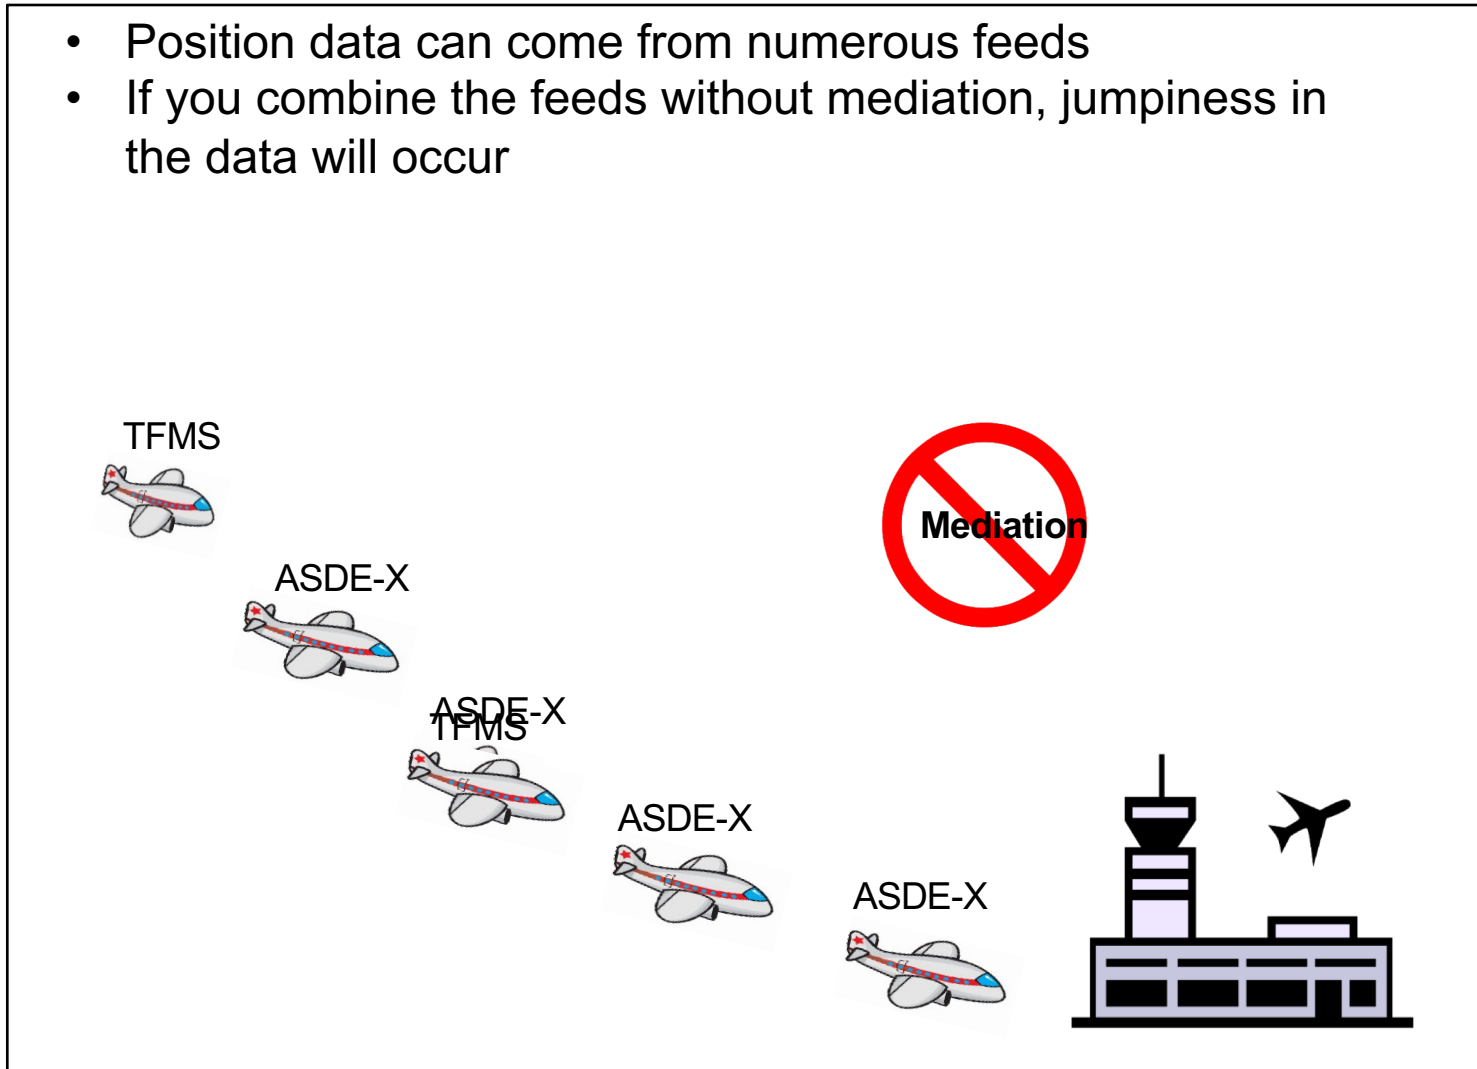 • Position data can come from numerous feeds
• If you combine the feeds without mediation, jumpiness in
the data will occur
TFMS
Mediation
ASDE-X
ASDE-X
TFMS
ASDE-X
ASDE-X